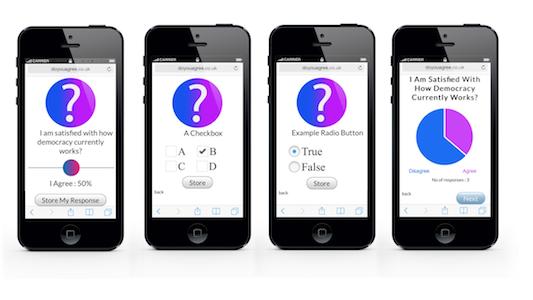 CARRIER
doyouagree.co.uk
?
I am satisfied with how
democracy currently
works?
I Agree : 50%
Store My Response
CARRIER
doyouagree.co.uk
?
A Checkbox
A B
C D
Store
back
CARRIER
doyouagree.co.uk
?
Example Radio Button
True
False
Store
back
CARRIER
doyouagree.co.uk
I Am Satisfied With
How Democracy
Currently Works?
Disagree Agree
No of responses : 3
Next
back